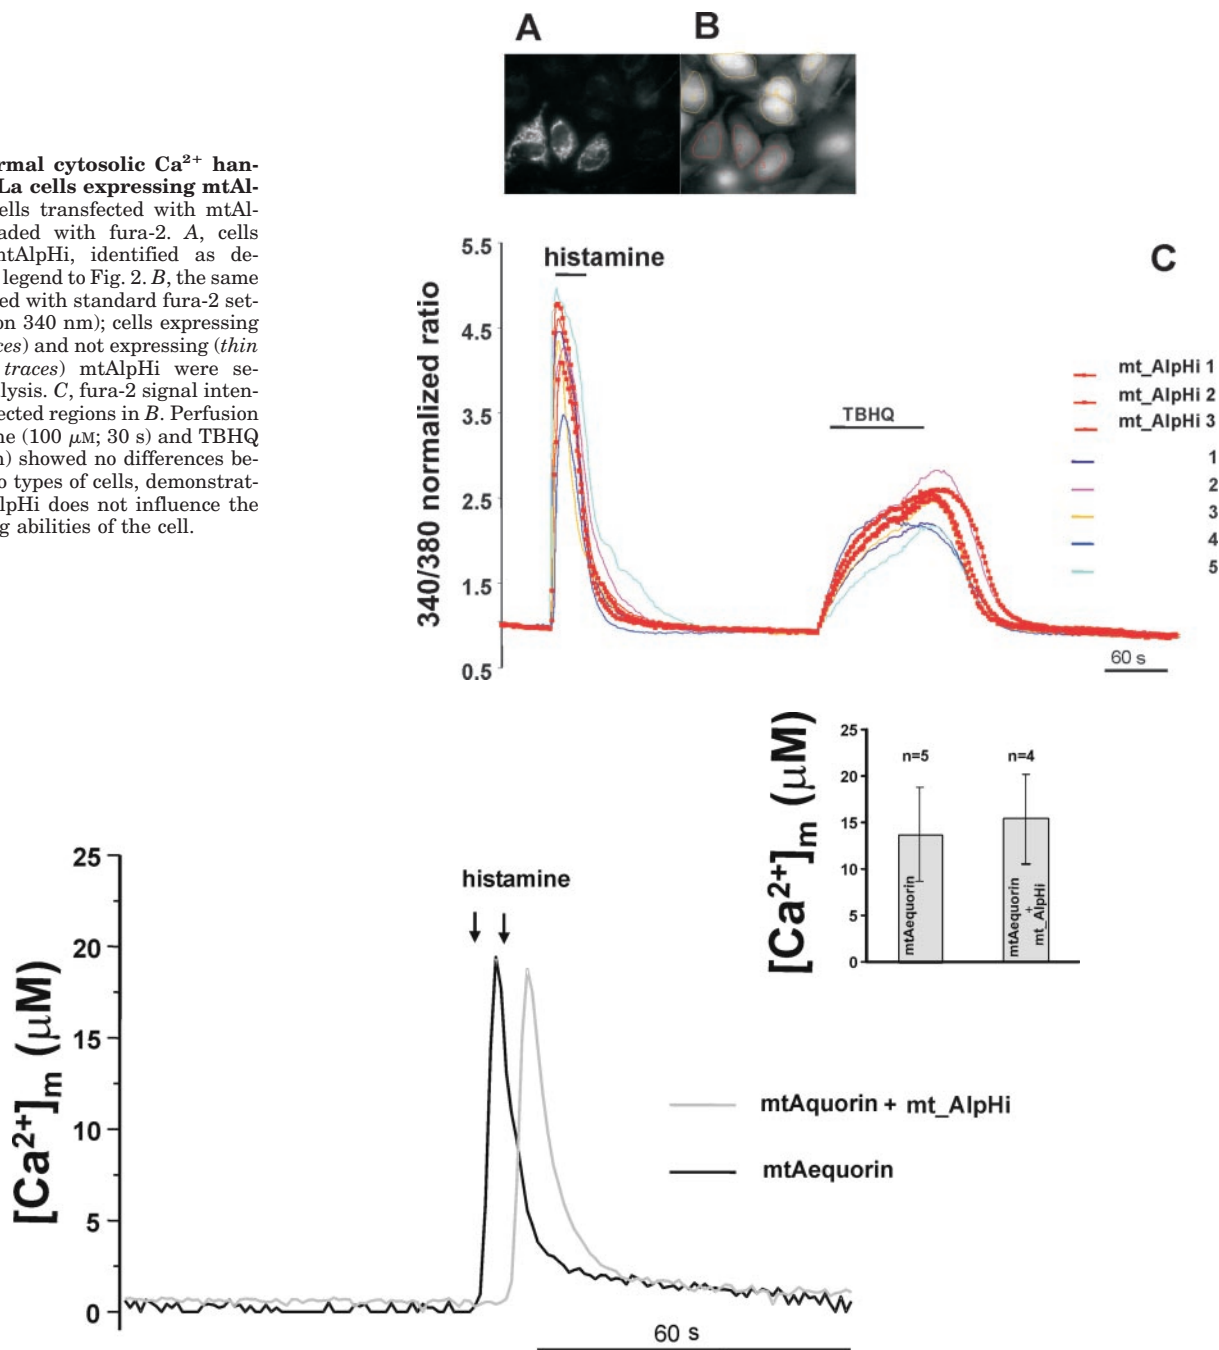 A
B
rmal cytosolic Ca²⁺ han-
La cells expressing mtAl-
ells transfected with mtAl-
aded with fura-2. A, cells
ntAlpHi, identified as de-
legend to Fig. 2. B, the same
ed with standard fura-2 set-
on 340 nm); cells expressing
ces) and not expressing (thin
traces) mtAlpHi were se-
alysis. C, fura-2 signal inten-
ected regions in B. Perfusion
ne (100 μM; 30 s) and TBHQ
n) showed no differences be-
o types of cells, demonstrat-
lpHi does not influence the
ng abilities of the cell.
340/380 normalized ratio
5.5
4.5
3.5
2.5
1.5
0.5
histamine
C
TBHQ
mt_AlpHi 1
mt_AlpHi 2
mt_AlpHi 3
1
2
3
4
5
60 s
[Ca²⁺]m (μM)
25
20
15
10
5
0
n=5
n=4
mtAequorin
mtAequorin
+
mt_AlpHi
[Ca²⁺]m (μM)
25
20
15
10
5
0
histamine
mtAquorin + mt_AlpHi
mtAequorin
60 s